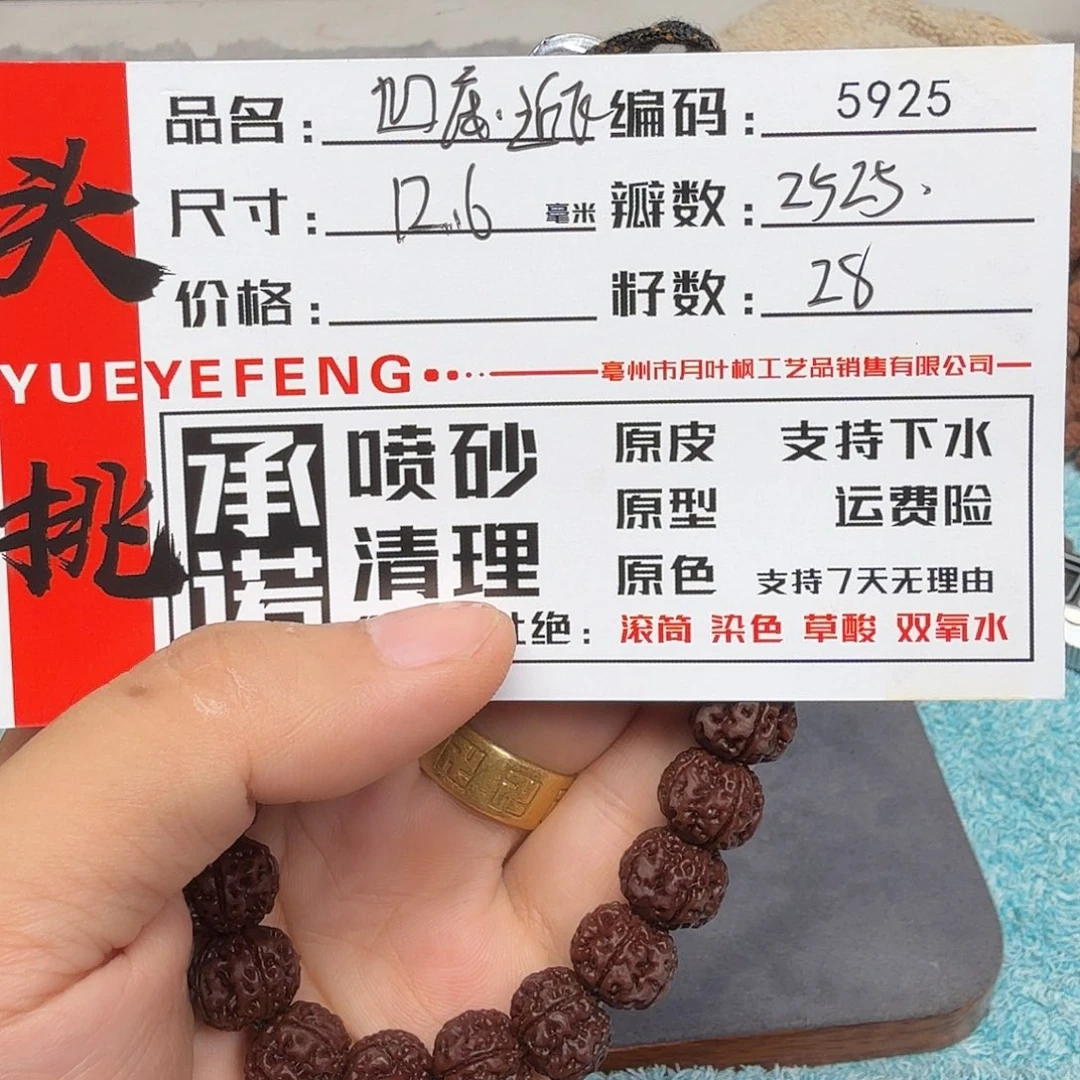 头挑
品名： 凹底·
编码： 5925
尺寸： 12.6 毫米
瓣数： 2525.
价格：
籽数： 28
YUEYEFENG
亳州市月叶枫工艺品销售有限公司
承诺
喷砂
清理
原皮 支持下水
原型 运费险
原色 支持7天无理由
杜绝： 滚筒 染色 草酸 双氧水